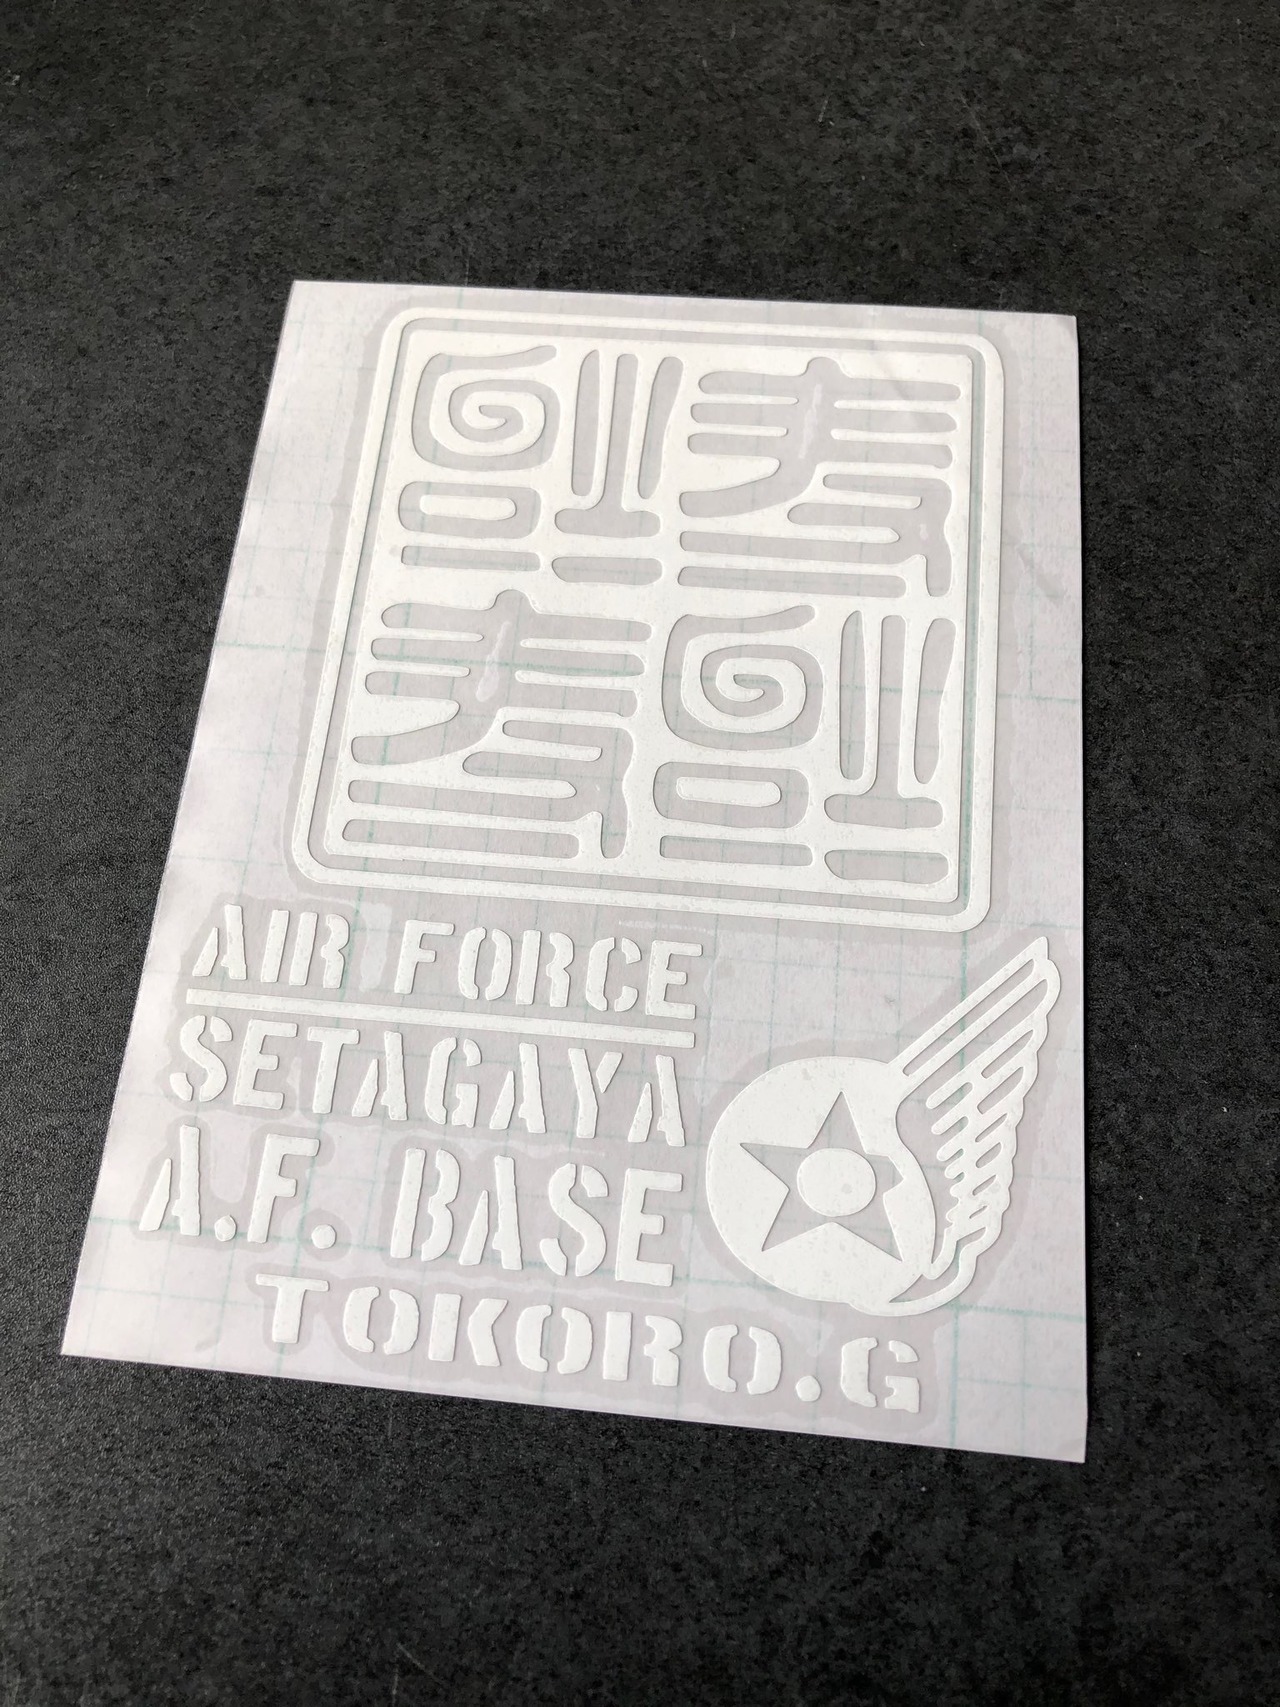 AIR FORCE
SETAGAYA
A.F. BASE
TOKORO.G